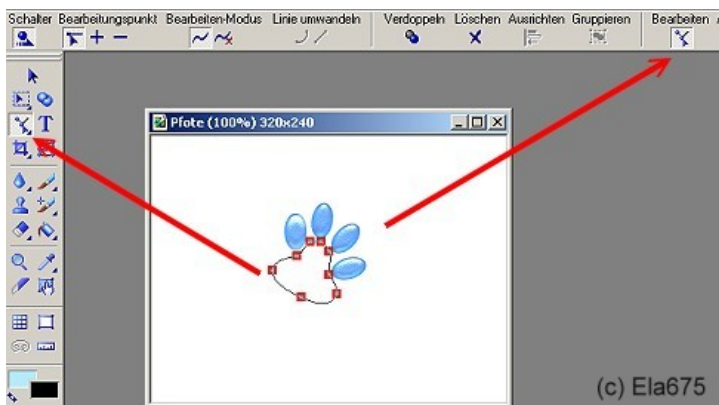 Schalter Bearbeitungspunkt Bearbeiten-Modus Linie umwandeln Verdoppeln Löschen Ausrichten Gruppieren Bearbeiten
T
Pfote (100%) 320x240
(c) Ela675